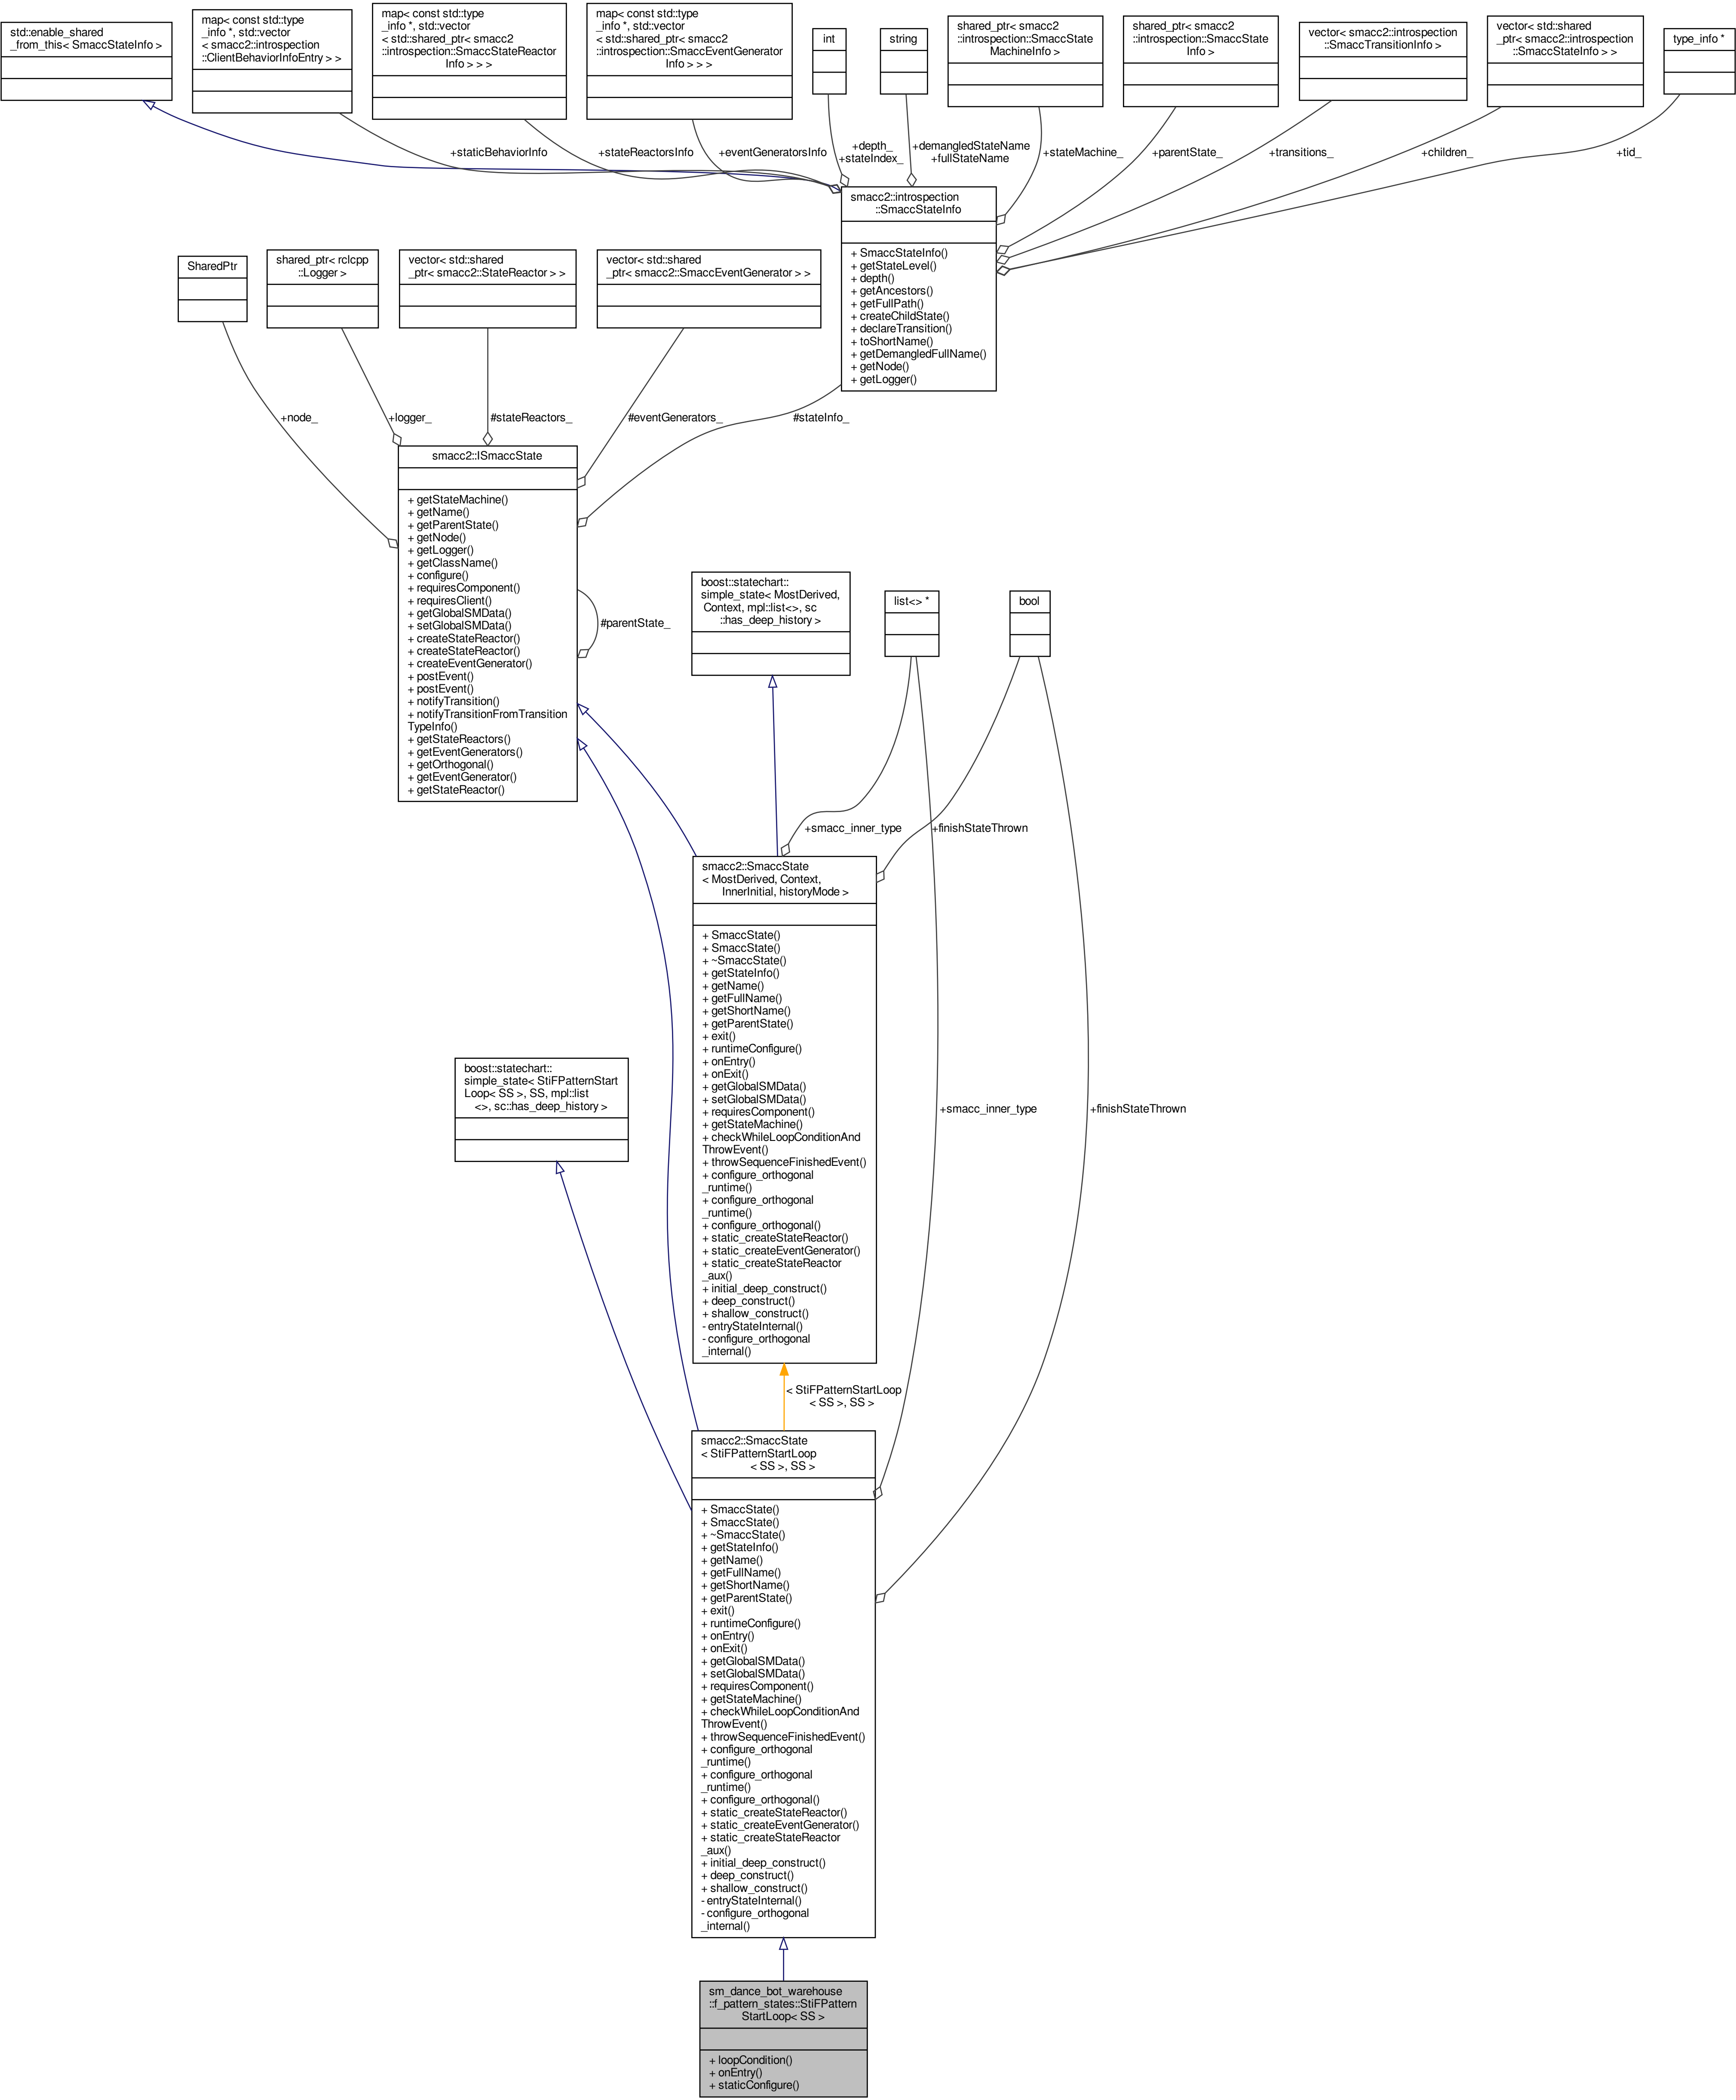 std::enable_shared
_from_this< SmaccStateInfo >
map< const std::type
_info *, std::vector
< smacc2::introspection
::ClientBehaviorInfoEntry > >
map< const std::type
_info *, std::vector
< std::shared_ptr< smacc2
::introspection::SmaccStateReactor
Info > > >
map< const std::type
_info *, std::vector
< std::shared_ptr< smacc2
::introspection::SmaccEventGenerator
Info > > >
int
string
shared_ptr< smacc2
::introspection::SmaccState
MachineInfo >
shared_ptr< smacc2
::introspection::SmaccState
Info >
vector< smacc2::introspection
::SmaccTransitionInfo >
vector< std::shared
_ptr< smacc2::introspection
::SmaccStateInfo > >
type_info *
+staticBehaviorInfo
+stateReactorsInfo
+eventGeneratorsInfo
+depth_
+stateIndex_
+demangledStateName
+fullStateName
+stateMachine_
+parentState_
+transitions_
+children_
+tid_
smacc2::introspection
::SmaccStateInfo
+ SmaccStateInfo()
+ getStateLevel()
+ depth()
+ getAncestors()
+ getFullPath()
+ createChildState()
+ declareTransition()
+ toShortName()
+ getDemangledFullName()
+ getNode()
+ getLogger()
SharedPtr
shared_ptr< rclcpp
::Logger >
vector< std::shared
_ptr< smacc2::StateReactor > >
vector< std::shared
_ptr< smacc2::SmaccEventGenerator > >
+node_
+logger_
#stateReactors_
#eventGenerators_
#stateInfo_
smacc2::ISmaccState
+ getStateMachine()
+ getName()
+ getParentState()
+ getNode()
+ getLogger()
+ getClassName()
+ configure()
+ requiresComponent()
+ requiresClient()
+ getGlobalSMData()
+ setGlobalSMData()
+ createStateReactor()
+ createStateReactor()
+ createEventGenerator()
+ postEvent()
+ postEvent()
+ notifyTransition()
+ notifyTransitionFromTransition
TypeInfo()
+ getStateReactors()
+ getEventGenerators()
+ getOrthogonal()
+ getEventGenerator()
+ getStateReactor()
#parentState_
boost::statechart::
simple_state< MostDerived,
Context, mpl::list<>, sc
::has_deep_history >
list<> *
bool
+smacc_inner_type
+finishStateThrown
smacc2::SmaccState
< MostDerived, Context,
InnerInitial, historyMode >
+ SmaccState()
+ SmaccState()
+ ~SmaccState()
+ getStateInfo()
+ getName()
+ getFullName()
+ getShortName()
+ getParentState()
+ exit()
+ runtimeConfigure()
+ onEntry()
+ onExit()
+ getGlobalSMData()
+ setGlobalSMData()
+ requiresComponent()
+ getStateMachine()
+ checkWhileLoopConditionAnd
ThrowEvent()
+ throwSequenceFinishedEvent()
+ configure_orthogonal
_runtime()
+ configure_orthogonal
_runtime()
+ configure_orthogonal()
+ static_createStateReactor()
+ static_createEventGenerator()
+ static_createStateReactor
_aux()
+ initial_deep_construct()
+ deep_construct()
+ shallow_construct()
- entryStateInternal()
- configure_orthogonal
_internal()
boost::statechart::
simple_state< StiFPatternStart
Loop< SS >, SS, mpl::list
<>, sc::has_deep_history >
+smacc_inner_type
+finishStateThrown
< StiFPatternStartLoop
< SS >, SS >
smacc2::SmaccState
< StiFPatternStartLoop
< SS >, SS >
+ SmaccState()
+ SmaccState()
+ ~SmaccState()
+ getStateInfo()
+ getName()
+ getFullName()
+ getShortName()
+ getParentState()
+ exit()
+ runtimeConfigure()
+ onEntry()
+ onExit()
+ getGlobalSMData()
+ setGlobalSMData()
+ requiresComponent()
+ getStateMachine()
+ checkWhileLoopConditionAnd
ThrowEvent()
+ throwSequenceFinishedEvent()
+ configure_orthogonal
_runtime()
+ configure_orthogonal
_runtime()
+ configure_orthogonal()
+ static_createStateReactor()
+ static_createEventGenerator()
+ static_createStateReactor
_aux()
+ initial_deep_construct()
+ deep_construct()
+ shallow_construct()
- entryStateInternal()
- configure_orthogonal
_internal()
sm_dance_bot_warehouse
::f_pattern_states::StiFPattern
StartLoop< SS >
+ loopCondition()
+ onEntry()
+ staticConfigure()